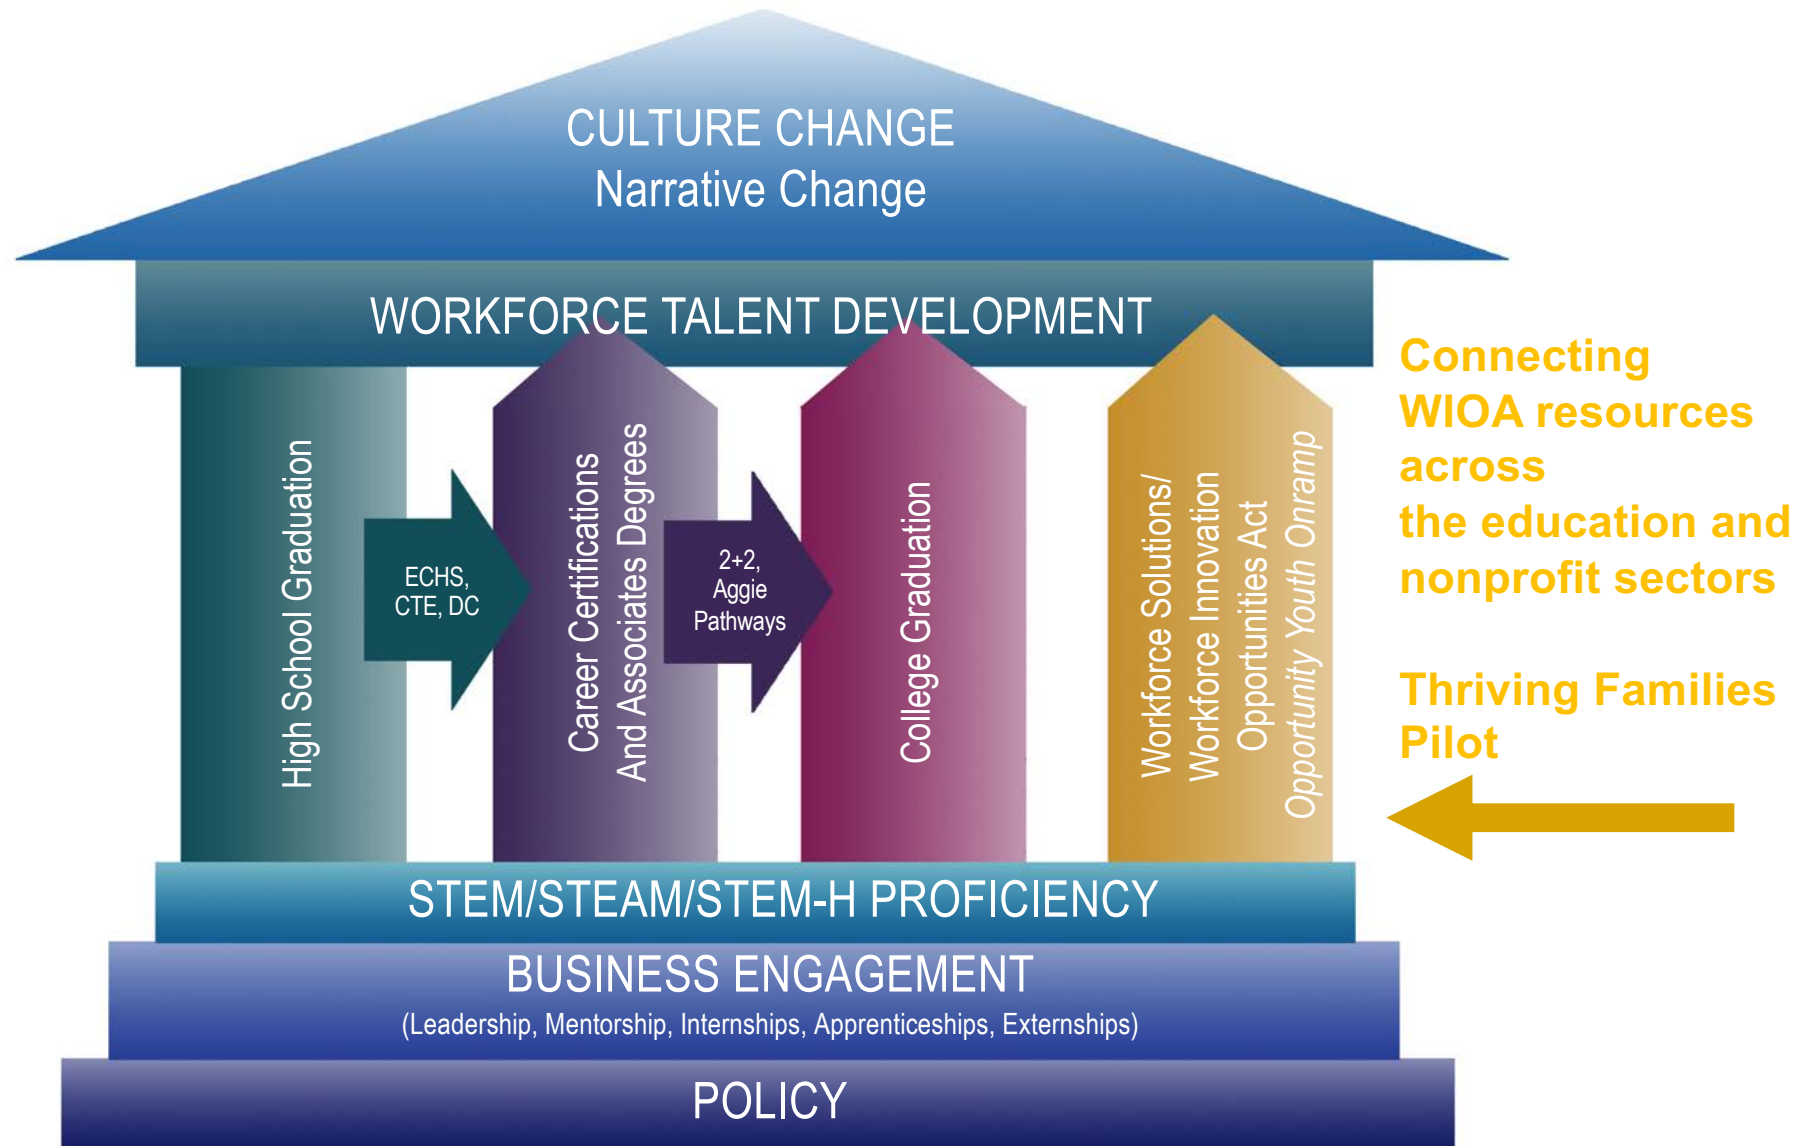 CULTURE CHANGE
Narrative Change
WORKFORCE TALENT DEVELOPMENT
High School Graduation
ECHS,
CTE, DC
Career Certifications
And Associates Degrees
2+2,
Aggie
Pathways
College Graduation
Workforce Solutions/
Workforce Innovation
Opportunities Act
Opportunity Youth Onramp
Connecting
WIOA resources
across
the education and
nonprofit sectors
Thriving Families
Pilot
STEM/STEAM/STEM-H PROFICIENCY
BUSINESS ENGAGEMENT
(Leadership, Mentorship, Internships, Apprenticeships, Externships)
POLICY